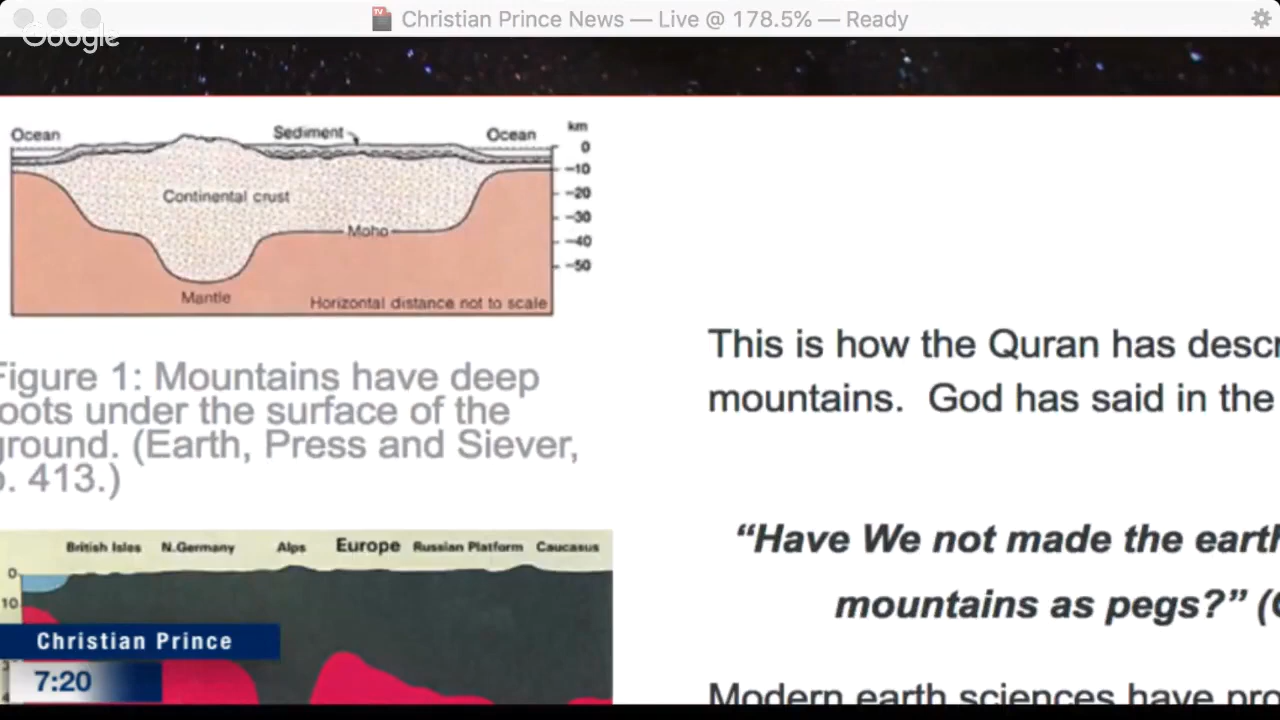 Christian Prince News — Live @ 178.5% — Ready
Google
Ocean
Sediment
Ocean
km
0
-10
-20
-30
-40
-50
Continental crust
Moho
Mantle
Horizontal distance not to scale
Figure 1: Mountains have deep
roots under the surface of the
ground. (Earth, Press and Siever,
p. 413.)
This is how the Quran has
mountains. God has said in the
“Have We not made the earth
mountains as pegs?” (
Modern earth sciences have
British Isles N.Germany Alps Europe Russian Platform Caucasus
0
10
Christian Prince
7:20